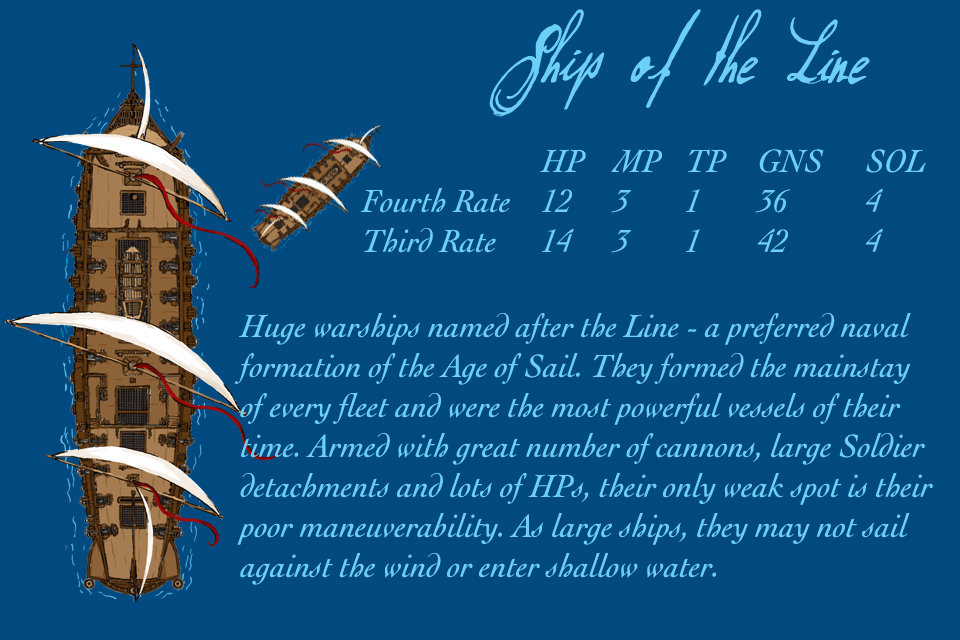 Ship of the Line
HP MP TP GNS SOL
Fourth Rate 12 3 1 36 4
Third Rate 14 3 1 42 4
Huge warships named after the Line - a preferred naval
formation of the Age of Sail. They formed the mainstay
of every fleet and were the most powerful vessels of their
time. Armed with great number of cannons, large Soldier
detachments and lots of HPs, their only weak spot is their
poor maneuverability. As large ships, they may not sail
against the wind or enter shallow water.